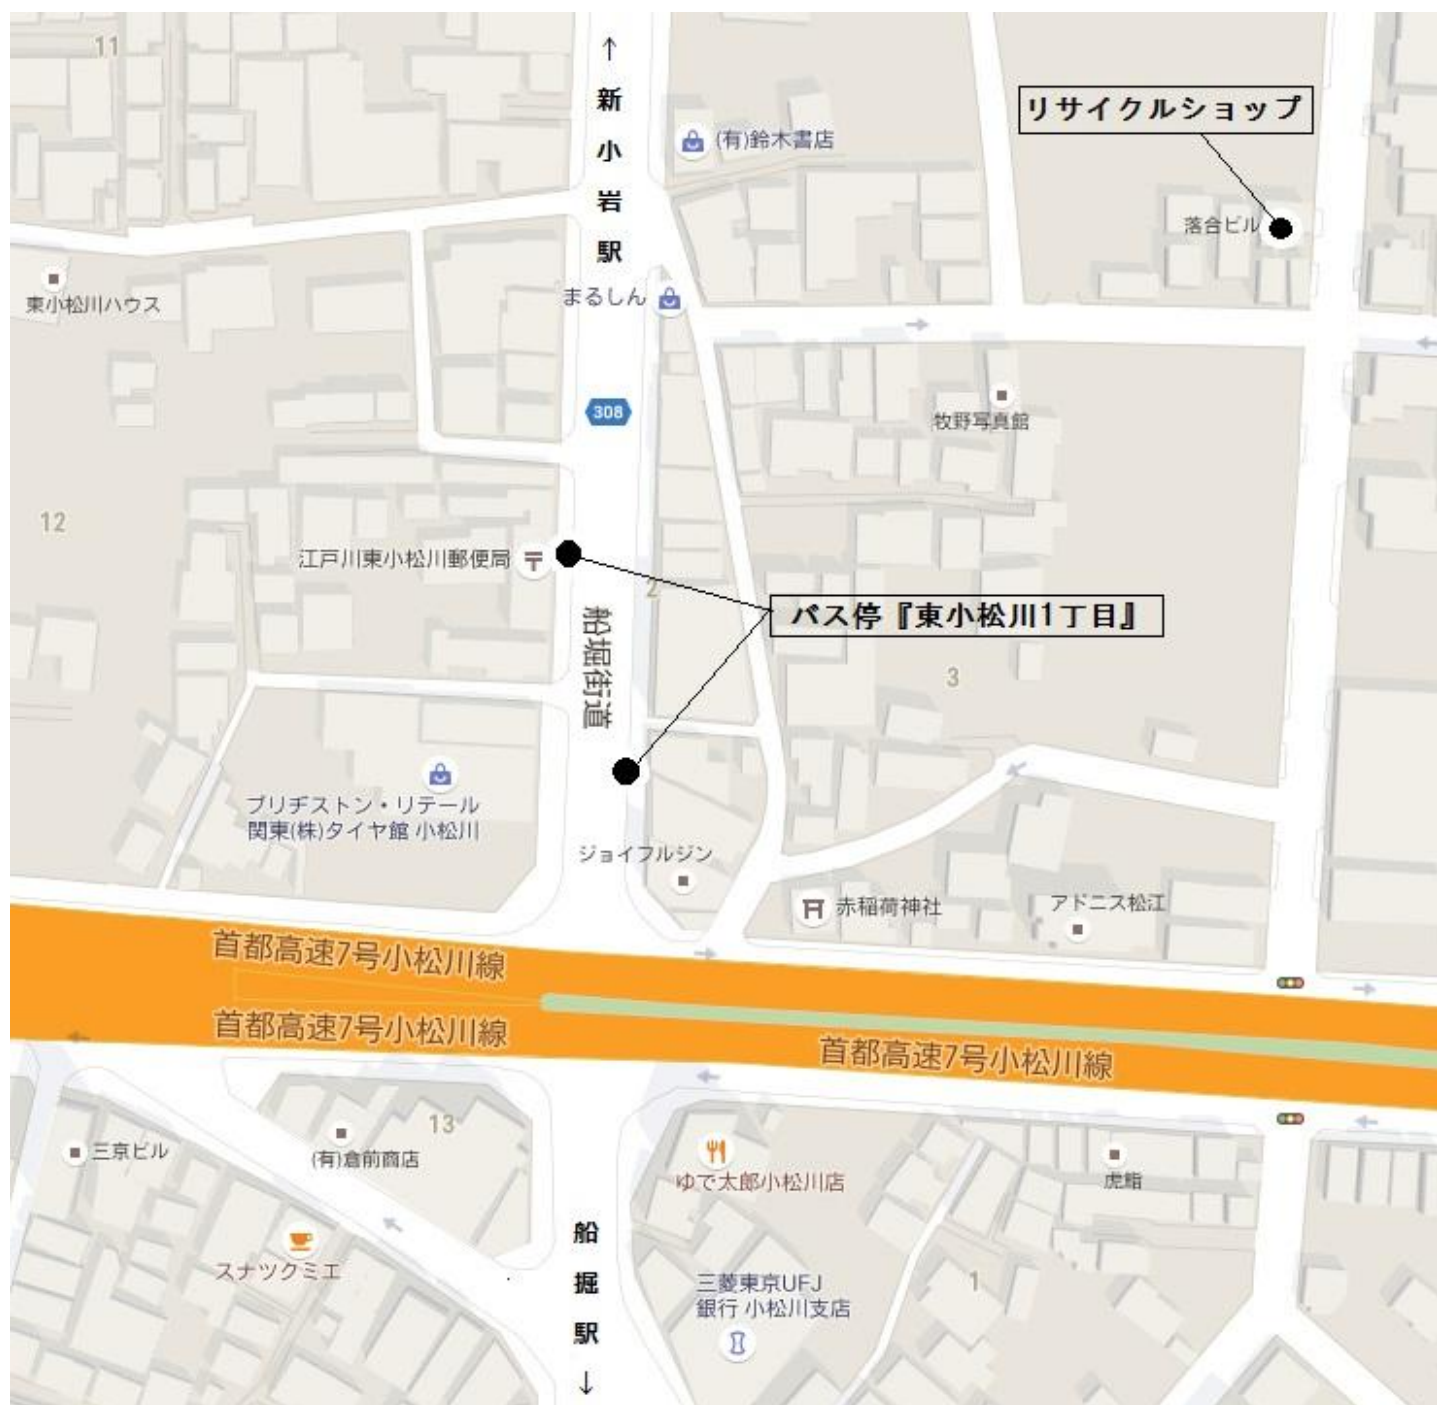 11
↑
新小岩駅
リサイクルショップ
(有)鈴木書店
落合ビル
東小松川ハウス
まるしん
308
牧野写真館
12
江戸川東小松川郵便局
2
バス停『東小松川1丁目』
船堀街道
3
ブリヂストン・リテール
関東(株)タイヤ館 小松川
ジョイフルジン
赤稲荷神社
アドニス松江
首都高速7号小松川線
首都高速7号小松川線
首都高速7号小松川線
13
三京ビル
(有)倉前商店
ゆで太郎小松川店
虎鮨
スナツクミエ
船堀駅
↓
三菱東京UFJ
銀行 小松川支店
1